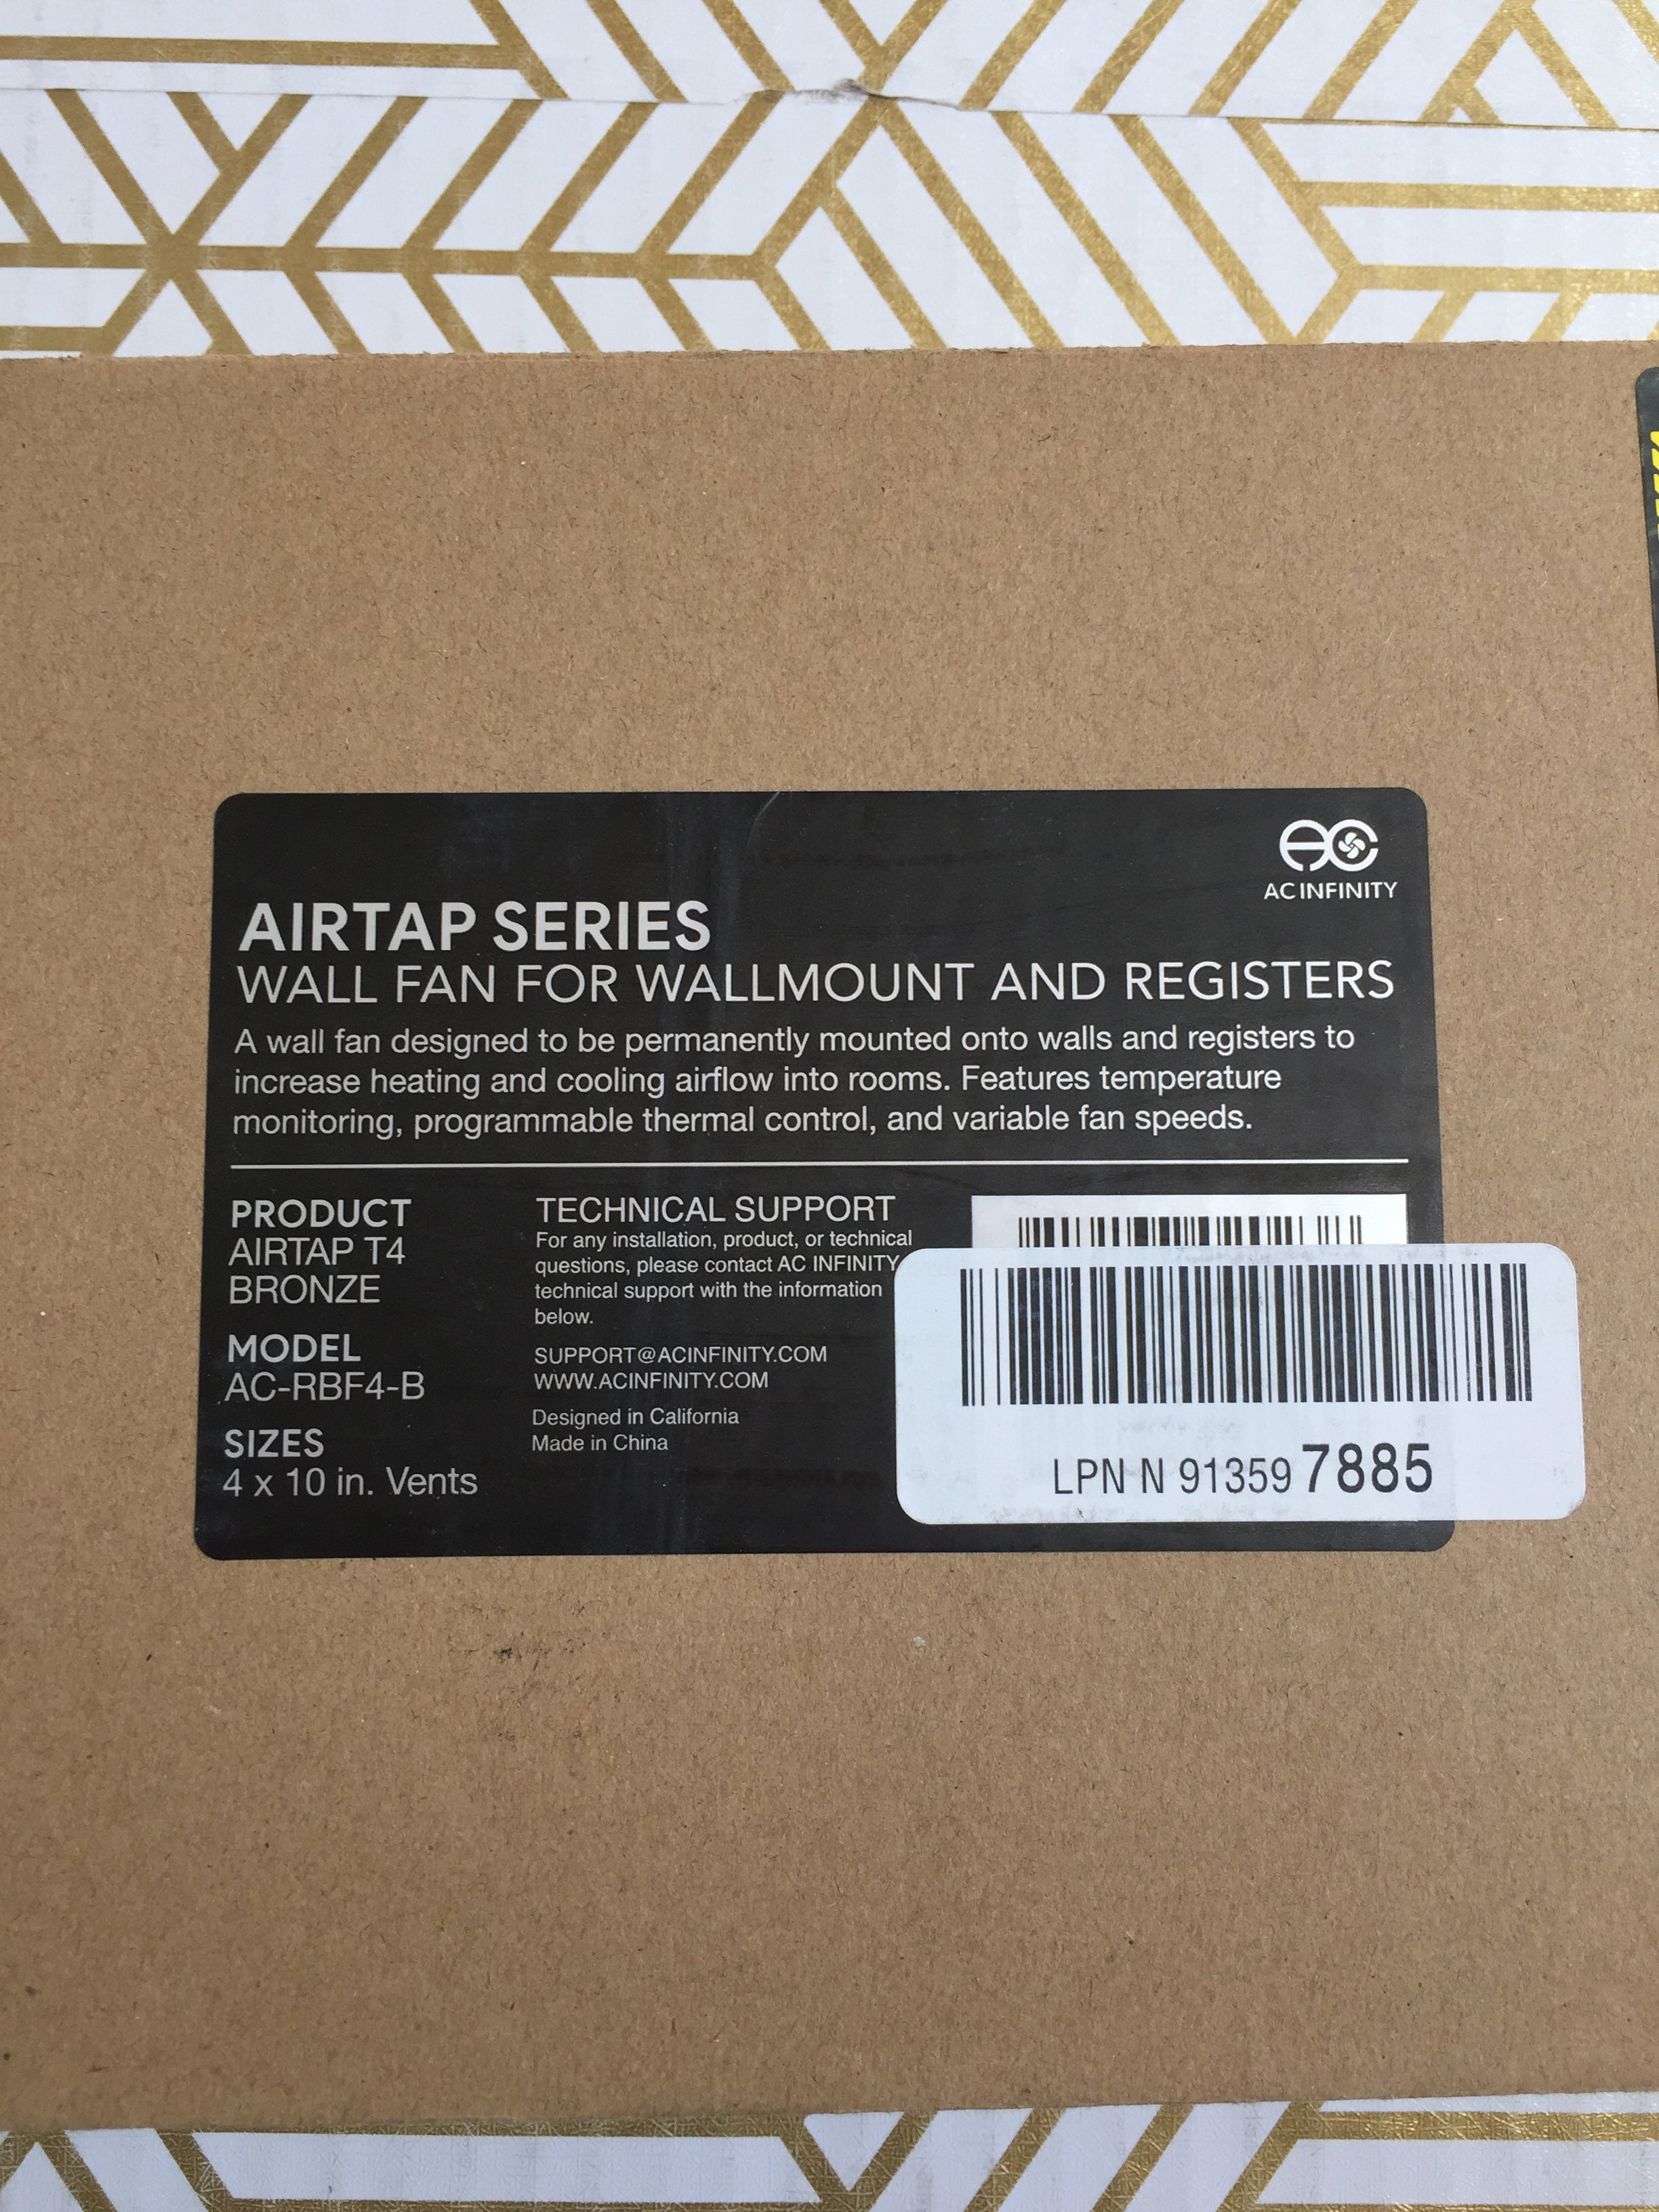 AC INFINITY
AIRTAP SERIES
WALL FAN FOR WALLMOUNT AND REGISTERS
A wall fan designed to be permanently mounted onto walls and registers to
increase heating and cooling airflow into rooms. Features temperature
monitoring, programmable thermal control, and variable fan speeds.
PRODUCT
AIRTAP T4
BRONZE
MODEL
AC-RBF4-B
SIZES
4 x 10 in. Vents
TECHNICAL SUPPORT
For any installation, product, or technical
questions, please contact AC INFINITY
technical support with the information
below.
SUPPORT@ACINFINITY.COM
WWW.ACINFINITY.COM
Designed in California
Made in China
LPN N 91359 7885